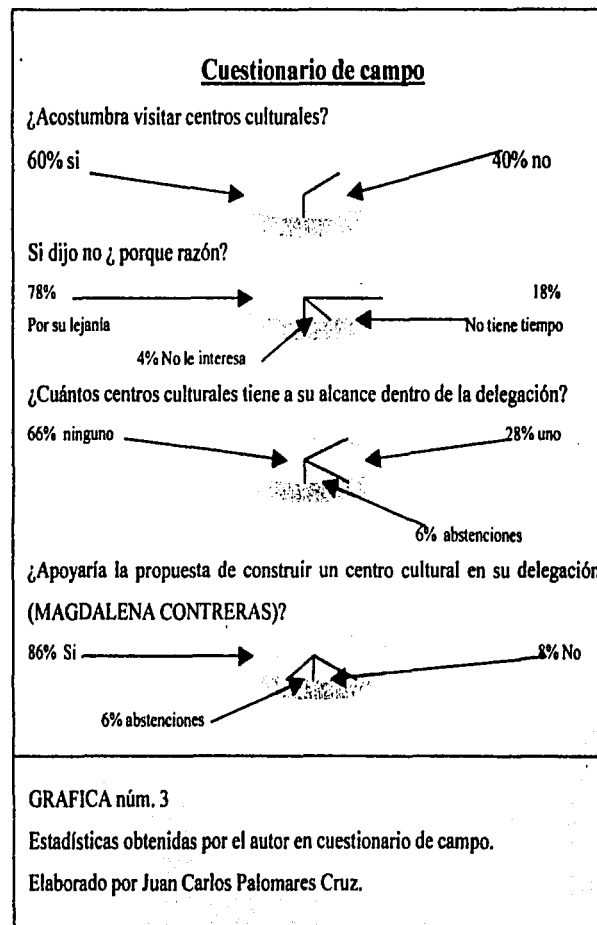 Cuestionario de campo
¿Acostumbra visitar centros culturales?
60% si
40% no
Si dijo no ¿ porque razón?
78%
18%
Por su lejanía
No tiene tiempo
4% No le interesa
¿Cuántos centros culturales tiene a su alcance dentro de la delegación?
66% ninguno
28% uno
6% abstenciones
¿Apoyaría la propuesta de construir un centro cultural en su delegación
(MAGDALENA CONTRERAS)?
86% Si
8% No
6% abstenciones
GRAFICA núm. 3
Estadísticas obtenidas por el autor en cuestionario de campo.
Elaborado por Juan Carlos Palomares Cruz.